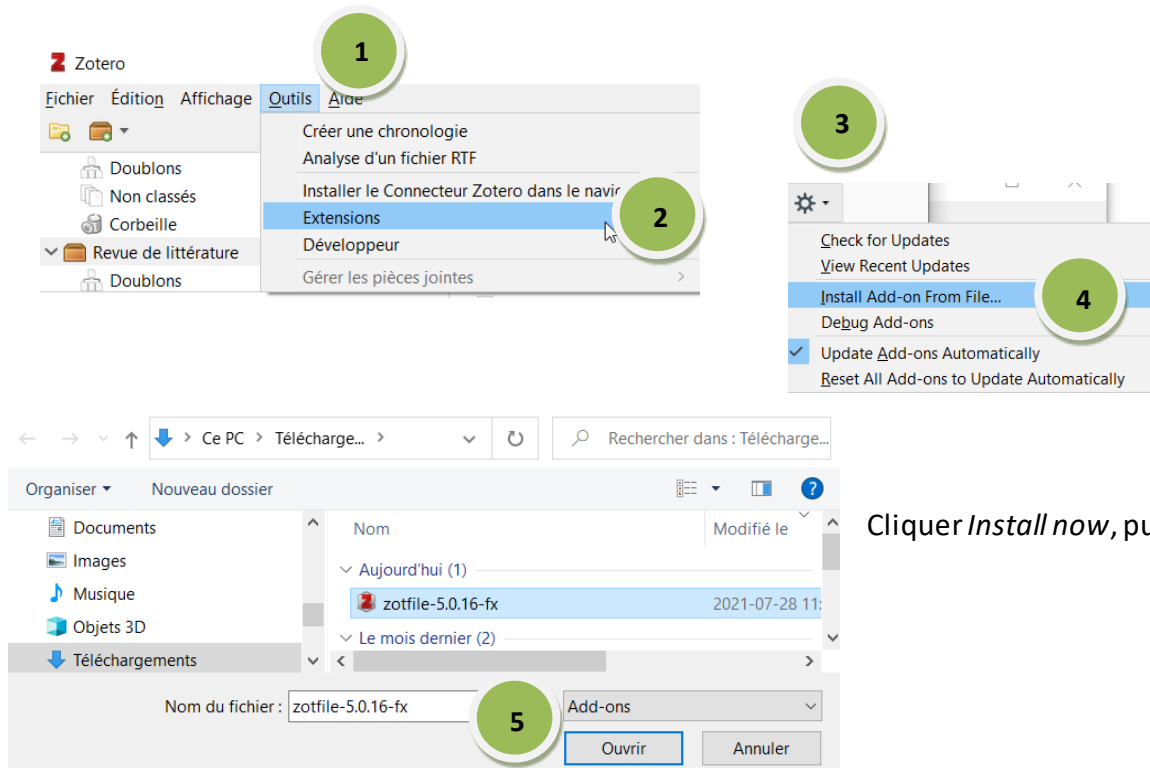 1
Zotero
Fichier Édition Affichage Outils Aide
Créer une chronologie
Analyse d'un fichier RTF
Installer le Connecteur Zotero dans le
Extensions
2
Développeur
Gérer les pièces jointes
Doublons
Non classés
Corbeille
Revue de littérature
Doublons
3
Check for Updates
View Recent Updates
Install Add-on From File...
4
Debug Add-ons
Update Add-ons Automatically
Reset All Add-ons to Update Automatically
Ce PC > Télécharge... >
Rechercher dans : Télécharge...
Organiser
Nouveau dossier
?
Documents
Images
Musique
Objets 3D
Téléchargements
Nom
Modifié le
Aujourd'hui (1)
zotfile-5.0.16-fx
2021-07-28 11:
Le mois dernier (2)
Nom du fichier : zotfile-5.0.16-fx
5
Add-ons
Ouvrir
Annuler
Cliquer Install now,